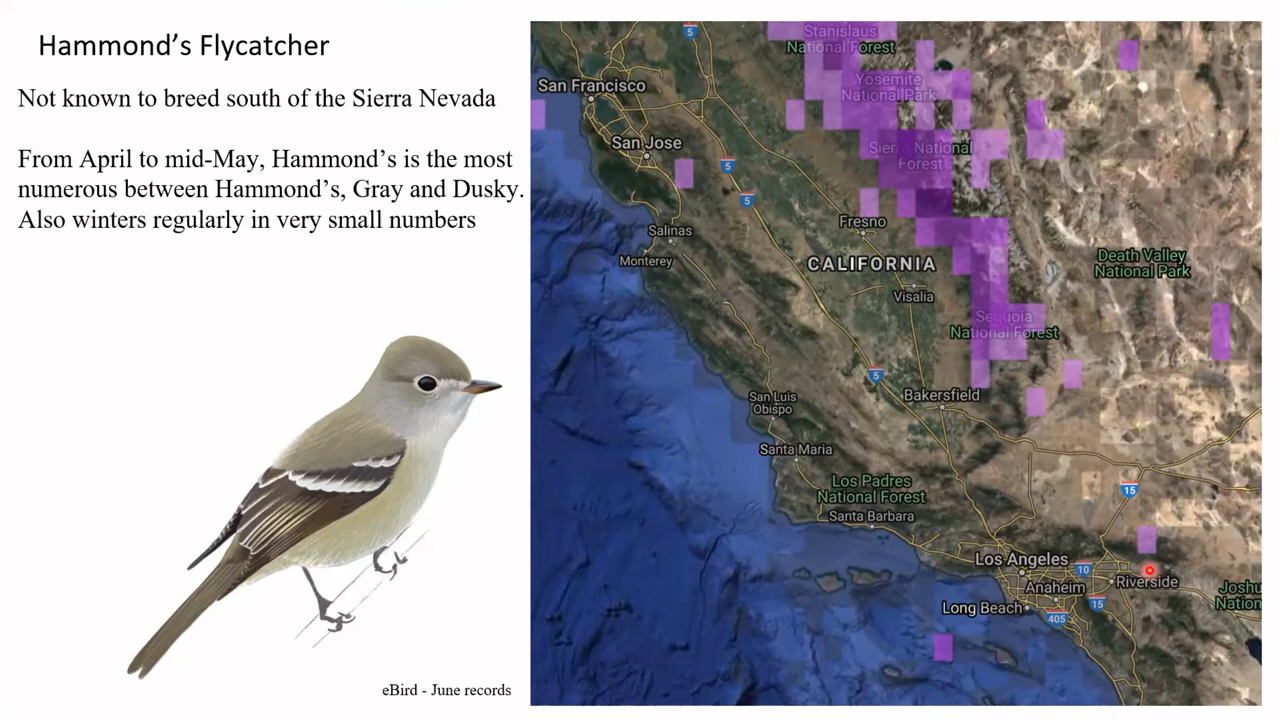 Hammond's Flycatcher
Not known to breed south of the Sierra Nevada
From April to mid-May, Hammond's is the most
numerous between Hammond's, Gray and Dusky.
Also winters regularly in very small numbers
eBird - June records
Stanislaus
National Forest
5
San Francisco
Yosemite
National Park
San Jose
Sierra National
Forest
5
5
Fresno
Salinas
Monterey
CALIFORNIA
Death Valley
National Park
Visalia
Sequoia
National Forest
5
San Luis
Obispo
Bakersfield
Santa Maria
Los Padres
National Forest
15
Santa Barbara
Los Angeles
10
Riverside
Anaheim
Joshu
Nation
Long Beach
15
405